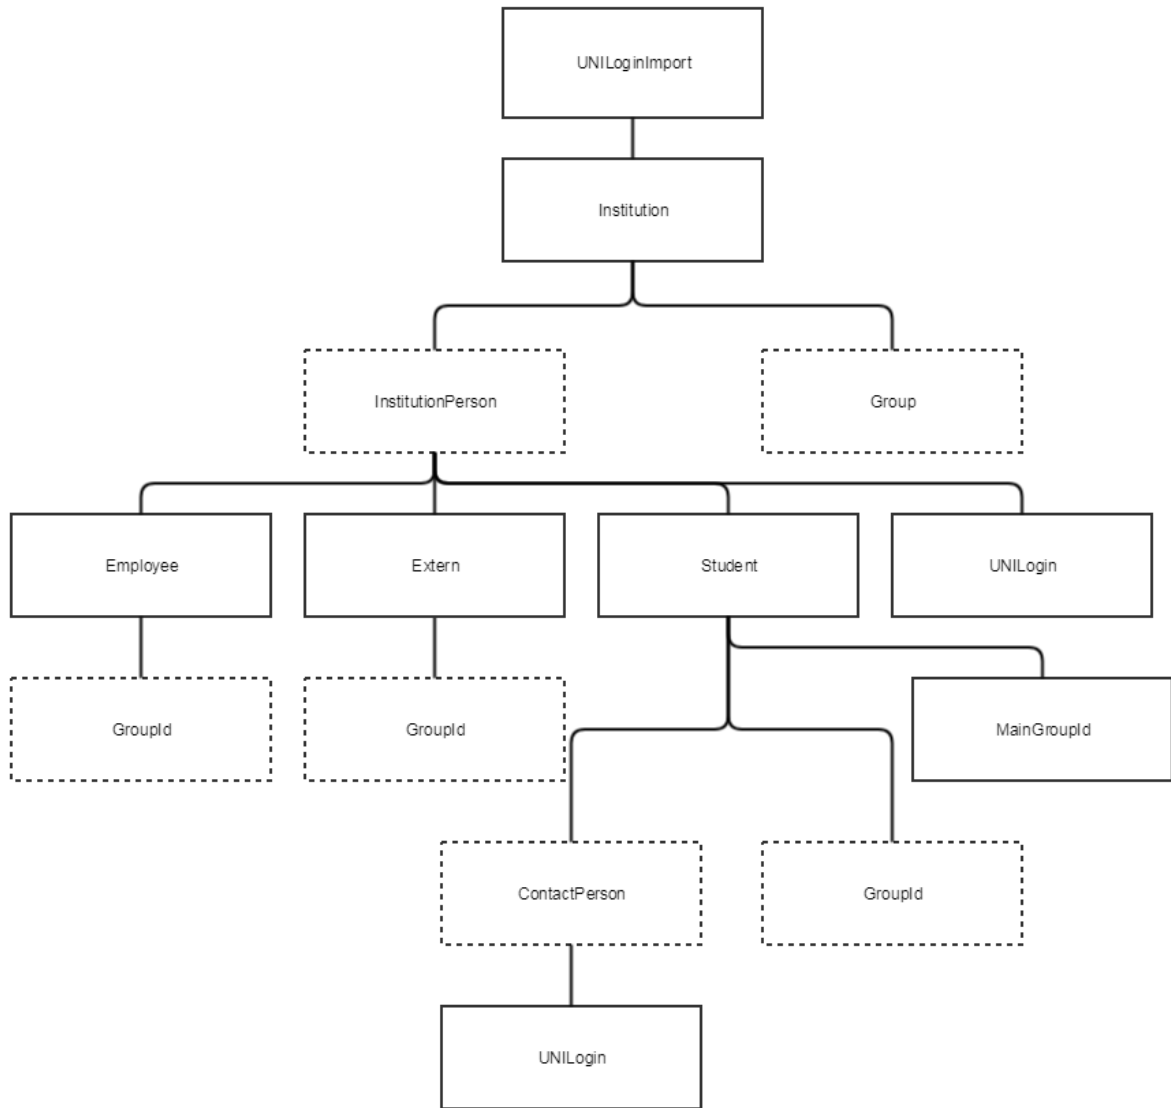 UNILoginImport
Institution
InstitutionPerson
Group
Employee
Extern
Student
UNILogin
GroupId
GroupId
MainGroupId
ContactPerson
GroupId
UNILogin